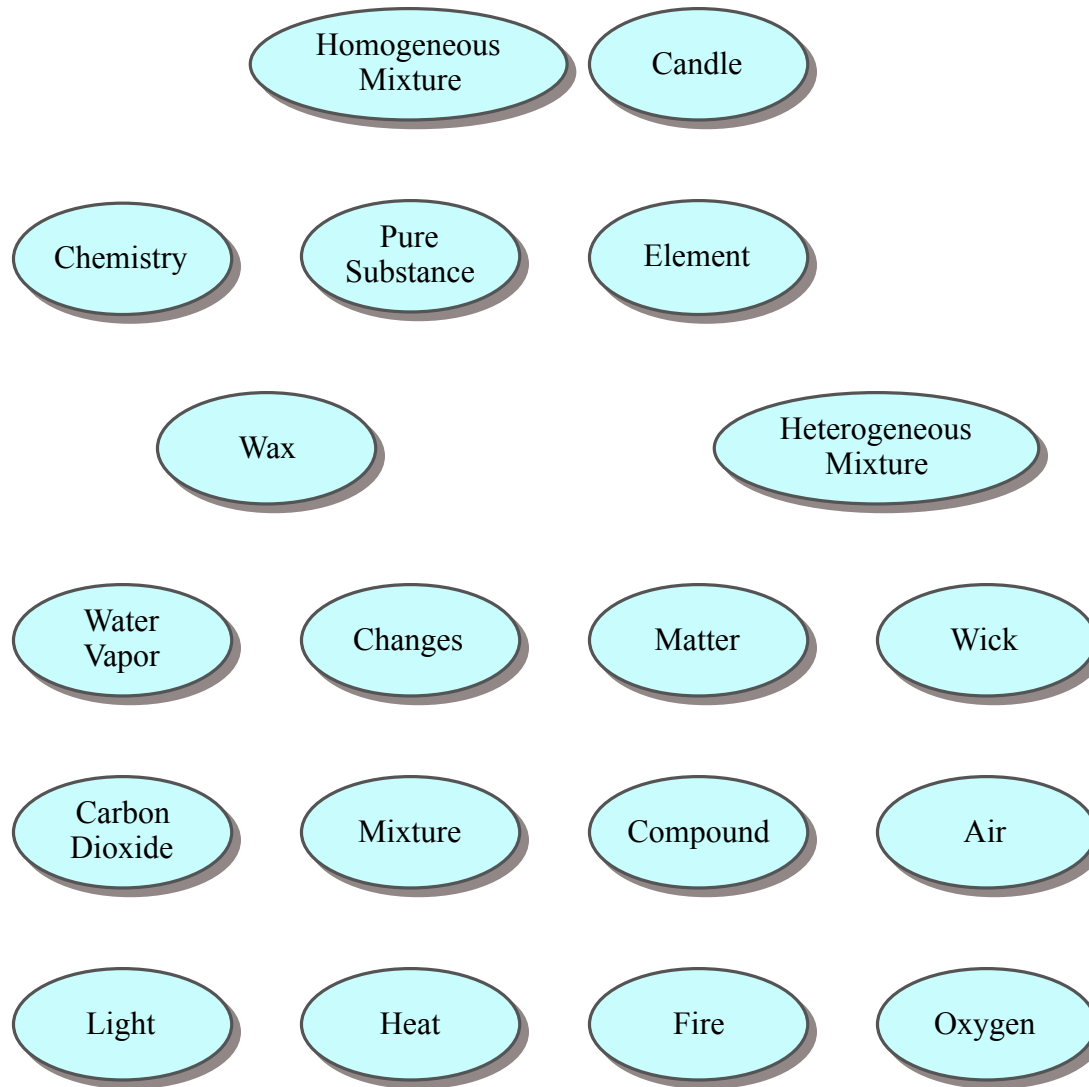 Homogeneous
Mixture
Candle
Chemistry
Pure
Substance
Element
Wax
Heterogeneous
Mixture
Water
Vapor
Changes
Matter
Wick
Carbon
Dioxide
Mixture
Compound
Air
Light
Heat
Fire
Oxygen